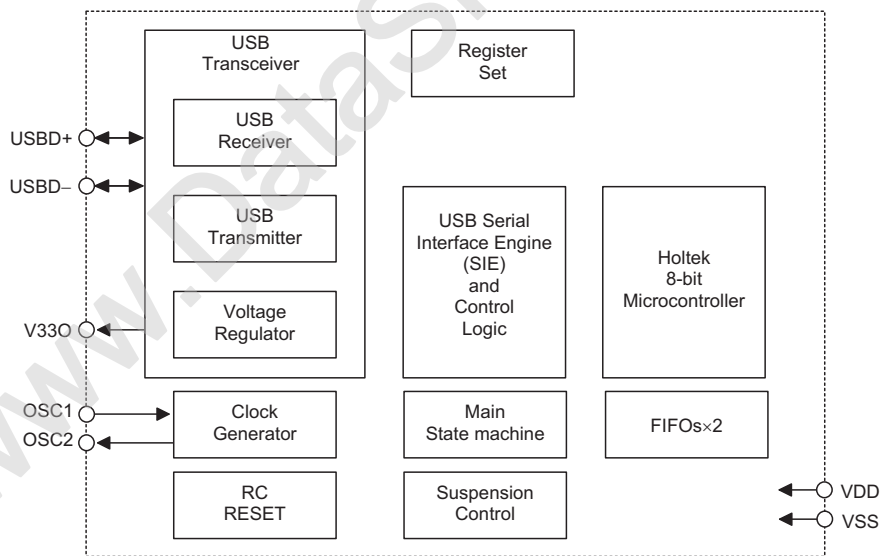 USB
Transceiver
Register
Set
USB
Receiver
USBD+
USBD−
USB
Transmitter
USB Serial
Interface Engine
(SIE)
and
Control
Logic
Holtek
8-bit
Microcontroller
Voltage
Regulator
V33O
OSC1
OSC2
Clock
Generator
Main
State machine
FIFOs×2
RC
RESET
Suspension
Control
VDD
VSS
www.DataS